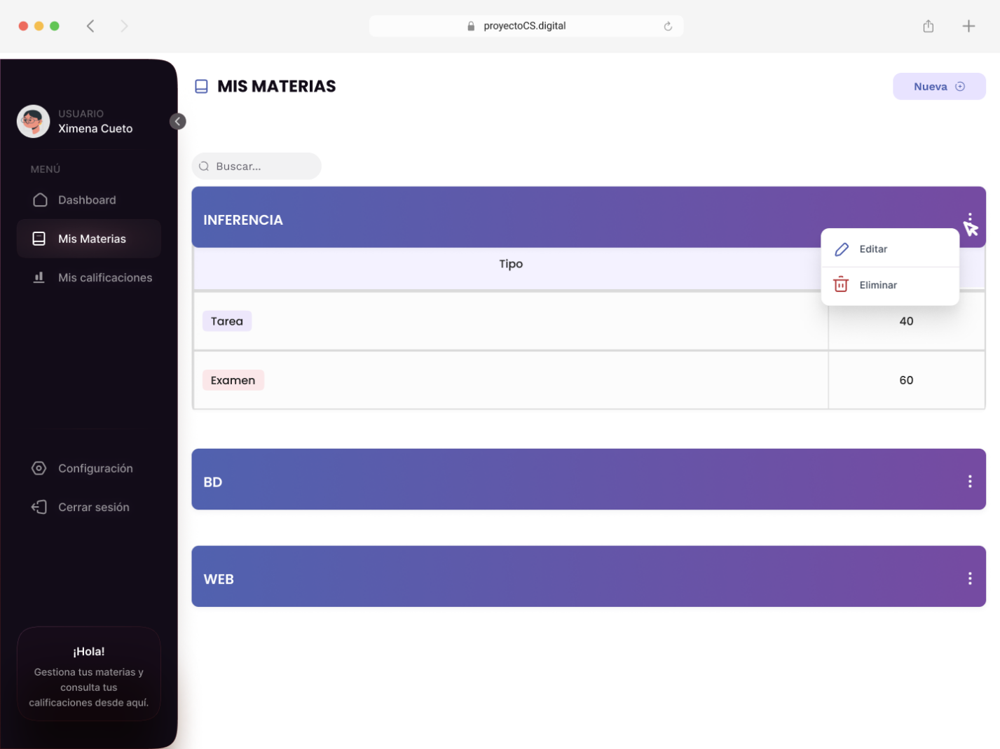 proyectoCS.digital
USUARIO
Ximena Cueto
MENÚ
Dashboard
Mis Materias
Mis calificaciones
Configuración
Cerrar sesión
¡Hola!
Gestiona tus materias y
consulta tus
calificaciones desde aquí.
MIS MATERIAS
Nueva
Buscar...
INFERENCIA
Editar
Eliminar
Tipo
Tarea
40
Examen
60
BD
WEB